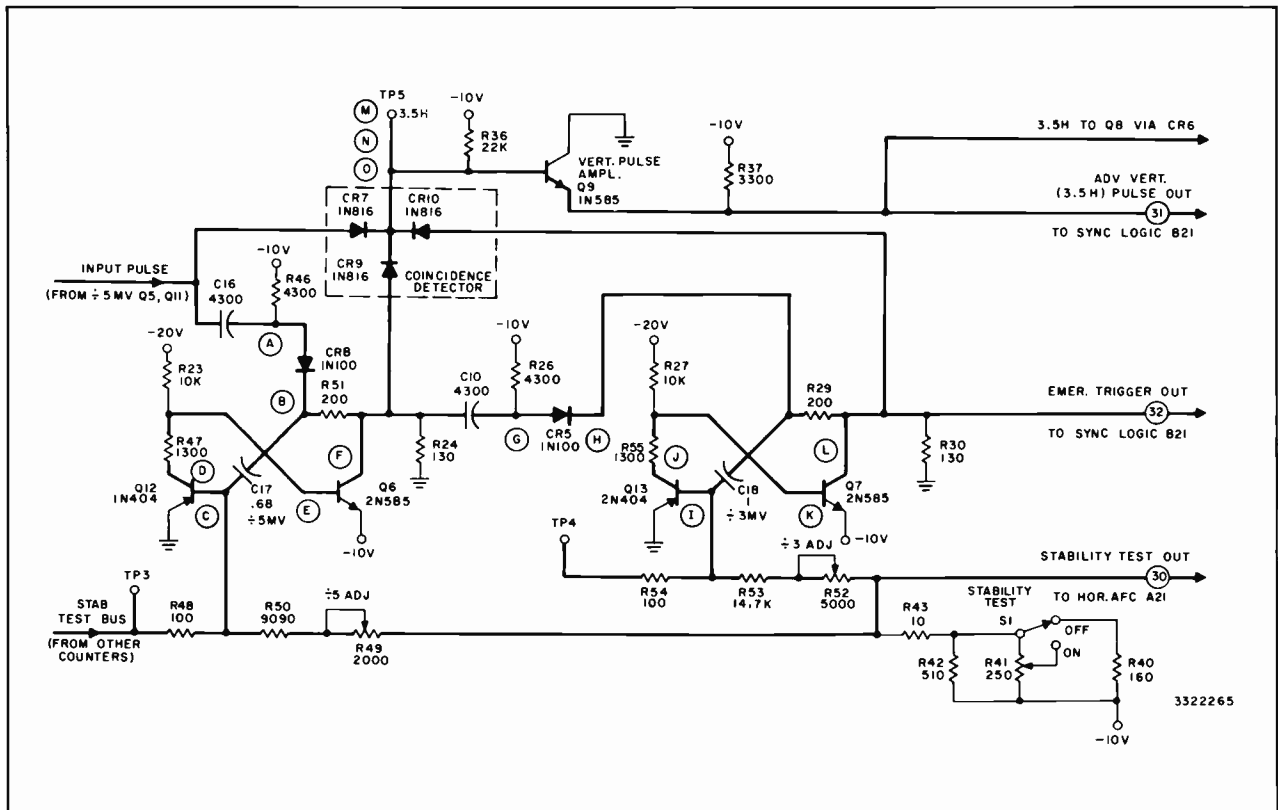 TP5
M
3.5H
N
O
-10V
R36
22K
VERT. PULSE
AMPL.
Q9
1N585
-10V
R37
3300
3.5H TO Q8 VIA CR6
ADV VERT.
(3.5H) PULSE OUT
31
TO SYNC LOGIC B21
CR7
1N816
CR10
1N816
CR9
1N816
COINCIDENCE
DETECTOR
INPUT PULSE
(FROM ÷5MV Q5, Q11)
C16
4300
-10V
R46
4300
A
CR8
1N100
-20V
R23
10K
B
R51
200
R47
1300
D
Q12
1N404
C
C17
.68
÷5MV
F
E
Q6
2N585
-10V
R24
130
C10
4300
-10V
R26
4300
G
CR5
1N100
H
-20V
R27
10K
R29
200
R55
1300
J
Q13
2N404
I
C18
1
÷3MV
L
K
Q7
2N585
-10V
R30
130
EMER. TRIGGER OUT
32
TO SYNC LOGIC B21
TP4
R54
100
R53
14.7K
÷3 ADJ
R52
5000
STABILITY TEST OUT
30
TO HOR. AFC A21
TP3
STAB
TEST BUS
(FROM OTHER
COUNTERS)
R48
100
R50
9090
÷5 ADJ
R49
2000
R43
10
STABILITY
TEST
S1
OFF
ON
R42
510
R41
250
R40
160
-10V
3322265